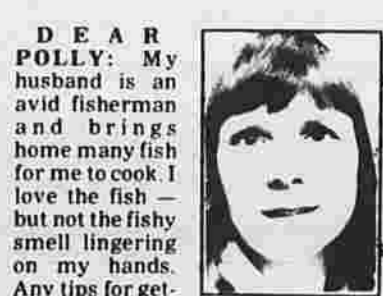 DEAR
POLLY: My
husband is an
avid fisherman
and brings
home many fish
for me to cook. I
love the fish —
but not the fishy
smell lingering
on my hands.
Any tips for get-